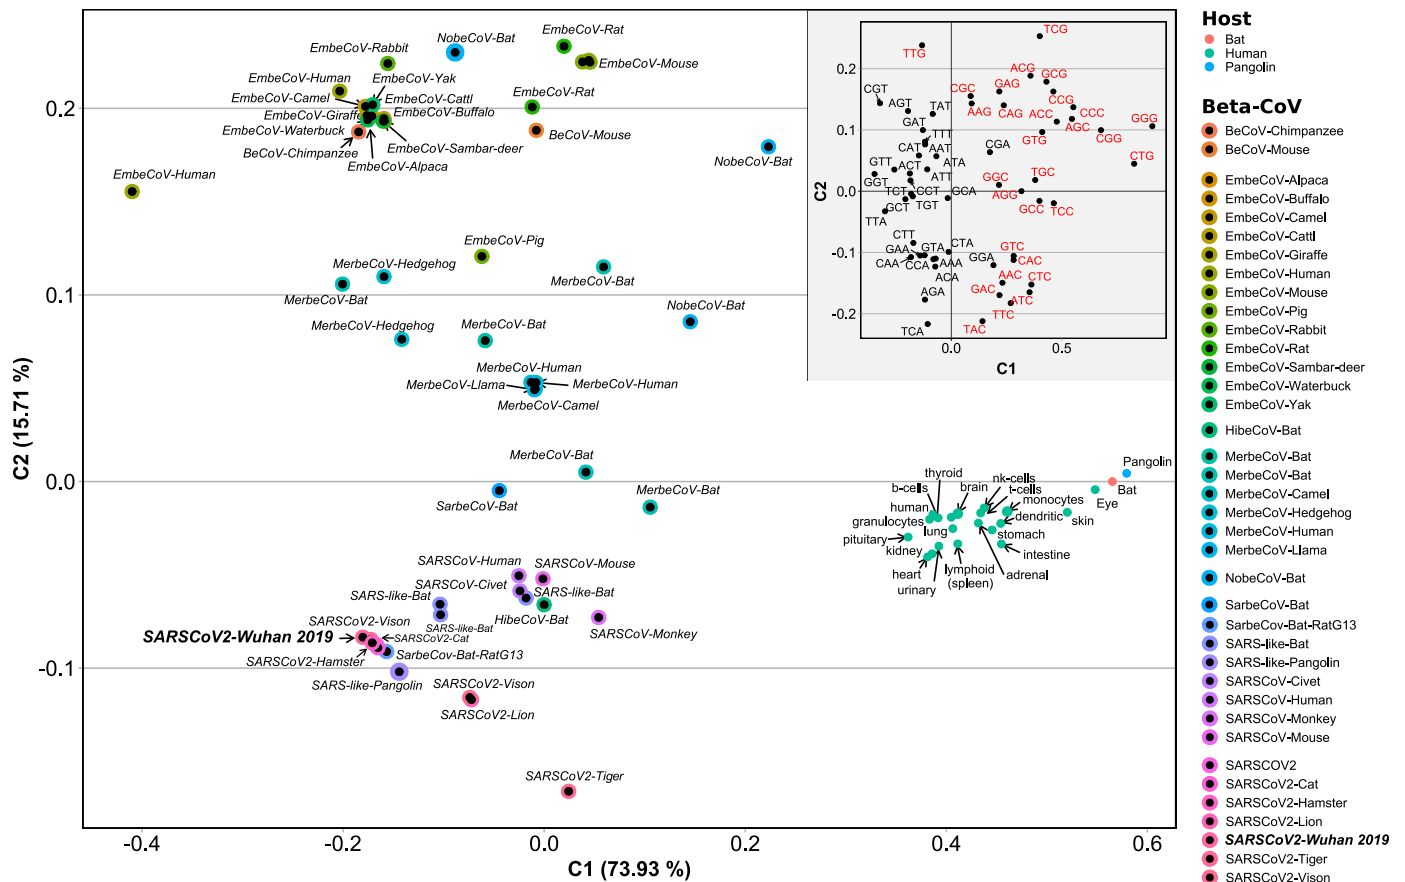 EmbeCoV-Rat
NobeCoV-Bat
EmbeCoV-Rabbit
EmbeCoV-Mouse
EmbeCoV-Human
EmbeCoV-Yak
EmbeCoV-Camel
EmbeCoV-Cattl
EmbeCoV-Rat
EmbeCoV-Giraffe
EmbeCoV-Buffalo
EmbeCoV-Waterbuck
BeCoV-Mouse
BeCoV-Chimpanzee
EmbeCoV-Sambar-deer
EmbeCoV-Alpaca
NobeCoV-Bat
EmbeCoV-Human
EmbeCoV-Pig
MerbeCoV-Hedgehog
MerbeCoV-Bat
MerbeCoV-Bat
NobeCoV-Bat
MerbeCoV-Hedgehog
MerbeCoV-Bat
MerbeCoV-Human
MerbeCoV-Llama
MerbeCoV-Human
MerbeCoV-Camel
MerbeCoV-Bat
SarbeCoV-Bat
MerbeCoV-Bat
SARSCoV-Human
SARSCoV-Mouse
SARSCoV-Civet
SARS-like-Bat
SARS-like-Bat
HibeCoV-Bat
SARS-like-Bat
SARSCoV2-Vison
SARSCoV-Monkey
SARSCoV2-Wuhan 2019
SARSCoV2-Cat
SARSCoV2-Hamster
SarbeCov-Bat-RatG13
SARS-like-Pangolin
SARSCoV2-Vison
SARSCoV2-Lion
SARSCoV2-Tiger
Pangolin
Bat
Eye
skin
thyroid
nk-cells
b-cells
brain
t-cells
monocytes
human
granulocytes
dendritic
lung
pituitary
stomach
kidney
intestine
heart
lymphoid
(spleen)
adrenal
urinary
0.2
0.1
0.0
-0.1
C2 (15.71 %)
-0.4
-0.2
0.0
0.2
0.4
0.6
C1 (73.93 %)
TCG
TTG
ACG
GCG
CGC
GAG
CGT
AGT
TAT
AAG
CAG
ACC
CCG
CCC
GGG
GAT
AGC
CGG
TTT
GTG
CGA
CAT
AAT
CTG
GTT
ACT
ATA
ATT
GGC
TGC
GGT
TCT
CCT
GCA
AGG
GCT
TGT
GCC
TCC
TTA
CTT
GAA
GTA
CTA
GTC
CAA
CCA
AAA
GGA
CAC
ACA
AAC
CTC
AGA
GAC
ATC
TTC
TCA
TAC
0.2
0.1
0.0
-0.1
-0.2
C2
0.0
0.5
C1
Host
Bat
Human
Pangolin
Beta-CoV
BeCoV-Chimpanzee
BeCoV-Mouse
EmbeCoV-Alpaca
EmbeCoV-Buffalo
EmbeCoV-Camel
EmbeCoV-Cattl
EmbeCoV-Giraffe
EmbeCoV-Human
EmbeCoV-Mouse
EmbeCoV-Pig
EmbeCoV-Rabbit
EmbeCoV-Rat
EmbeCoV-Sambar-deer
EmbeCoV-Waterbuck
EmbeCoV-Yak
HibeCoV-Bat
MerbeCoV-Bat
MerbeCoV-Bat
MerbeCoV-Camel
MerbeCoV-Hedgehog
MerbeCoV-Human
MerbeCoV-Llama
NobeCoV-Bat
SarbeCoV-Bat
SarbeCov-Bat-RatG13
SARS-like-Bat
SARS-like-Pangolin
SARSCoV-Civet
SARSCoV-Human
SARSCoV-Monkey
SARSCoV-Mouse
SARSCOV2
SARSCoV2-Cat
SARSCoV2-Hamster
SARSCoV2-Lion
SARSCoV2-Wuhan 2019
SARSCoV2-Tiger
SARSCoV2-Vison